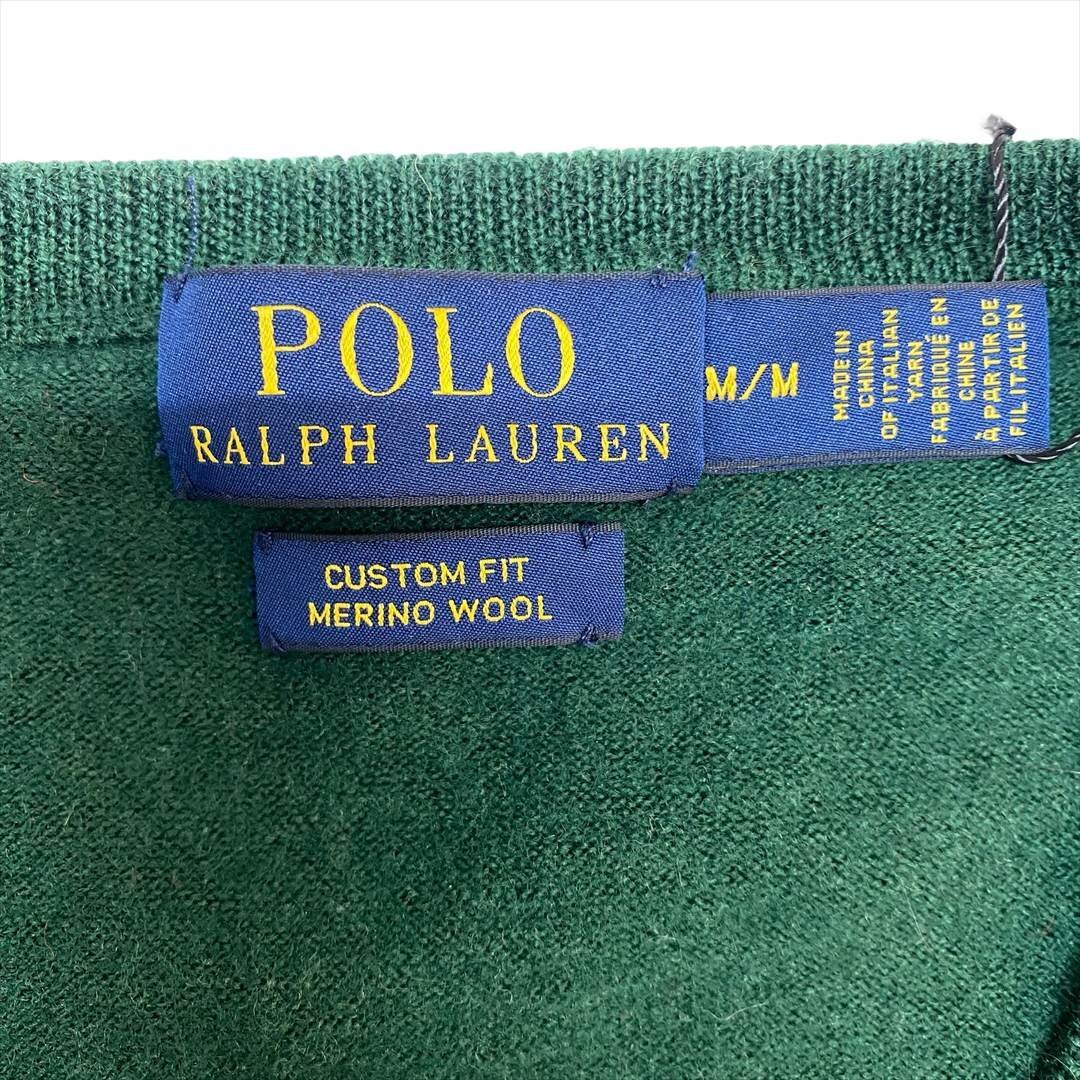 POLO
RALPH LAUREN
M/M
MADE IN
CHINA
OF ITALIAN
YARN
FABRIQUÉ EN
CHINE
À PARTIR DE
FIL ITALIEN
CUSTOM FIT
MERINO WOOL